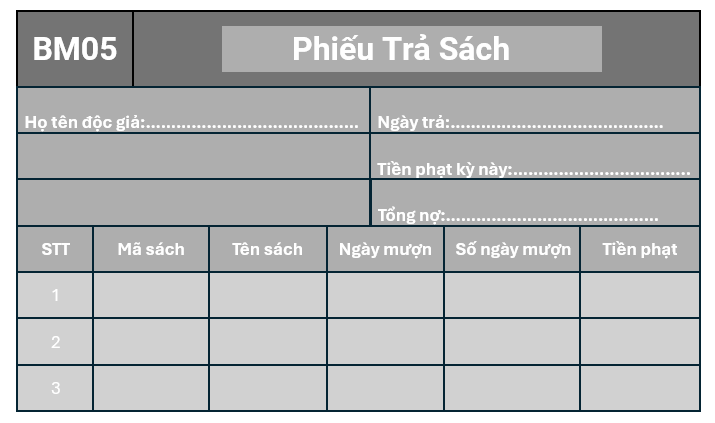 BM05 Phiếu Trả Sách
Họ tên độc giả:.......................................... Ngày trả:..........................................
Tiền phạt kỳ này:...................................
Tổng nợ:..........................................
STT Mã sách Tên sách Ngày mượn Số ngày mượn Tiền phạt
1
2
3